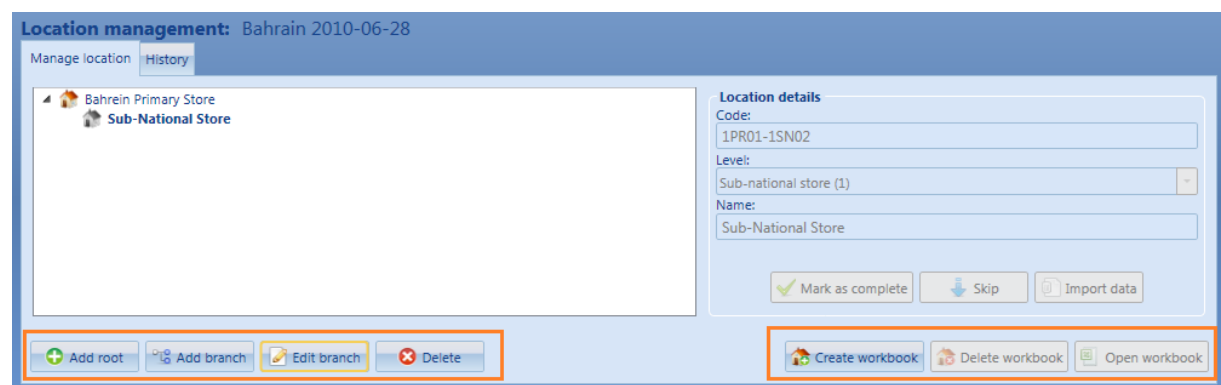 Location management: Bahrain 2010-06-28
Manage location History
Bahrein Primary Store
Sub-National Store
Location details
Code:
1PR01-1SN02
Level:
Sub-national store (1)
Name:
Sub-National Store
Mark as complete Skip Import data
Add root Add branch Edit branch Delete
Create workbook Delete workbook Open workbook